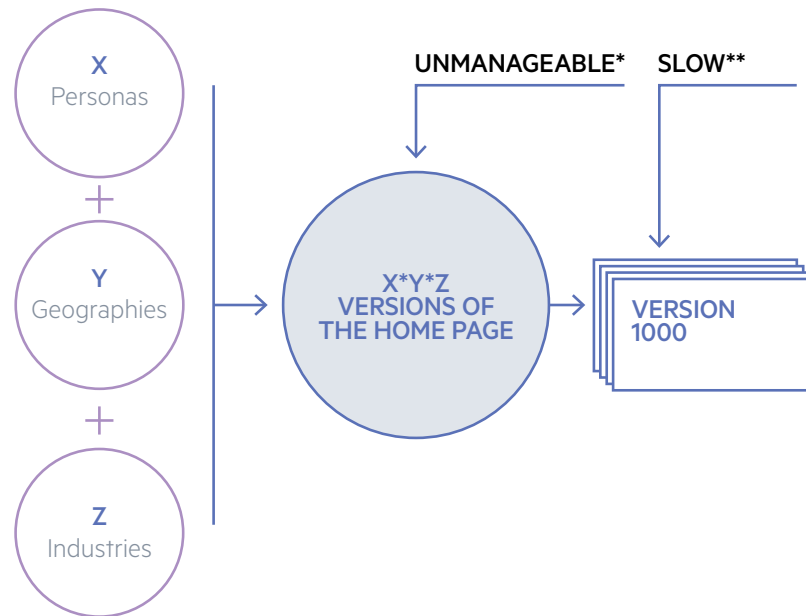 X
Personas
+
Y
Geographies
+
Z
Industries
UNMANAGEABLE*
SLOW**
X*Y*Z
VERSIONS OF
THE HOME PAGE
VERSION
1000